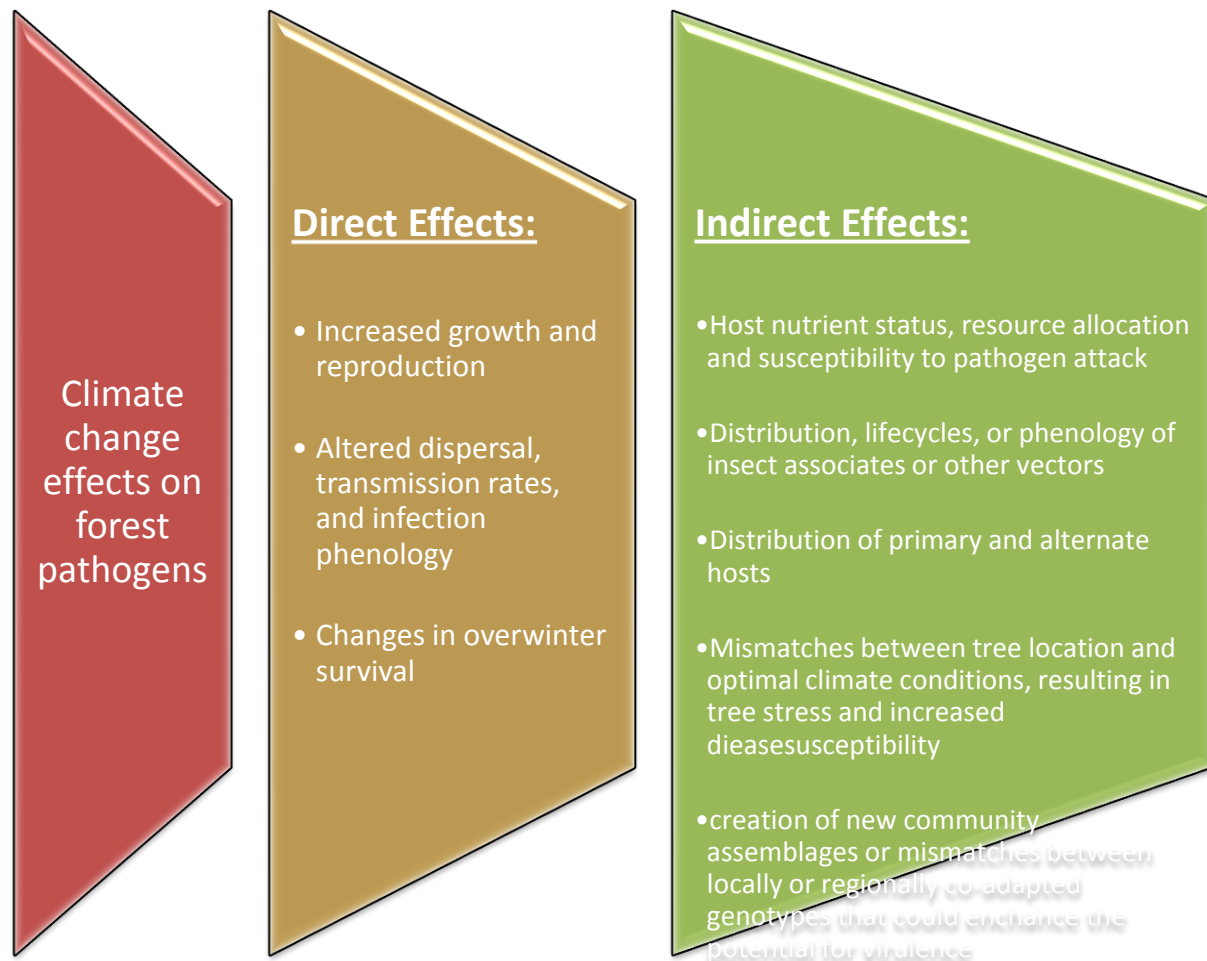 Climate
change
effects on
forest
pathogens
Direct Effects:
• Increased growth and
reproduction
• Altered dispersal,
transmission rates,
and infection
phenology
• Changes in overwinter
survival
Indirect Effects:
•Host nutrient status, resource allocation
and susceptibility to pathogen attack
•Distribution, lifecycles, or phenology of
insect associates or other vectors
•Distribution of primary and alternate
hosts
•Mismatches between tree location and
optimal climate conditions, resulting in
tree stress and increased
dieasesusceptibility
•creation of new community
assemblages or mismatches between
locally or regionally co-adapted
genotypes that could enchance the
potential for virulence